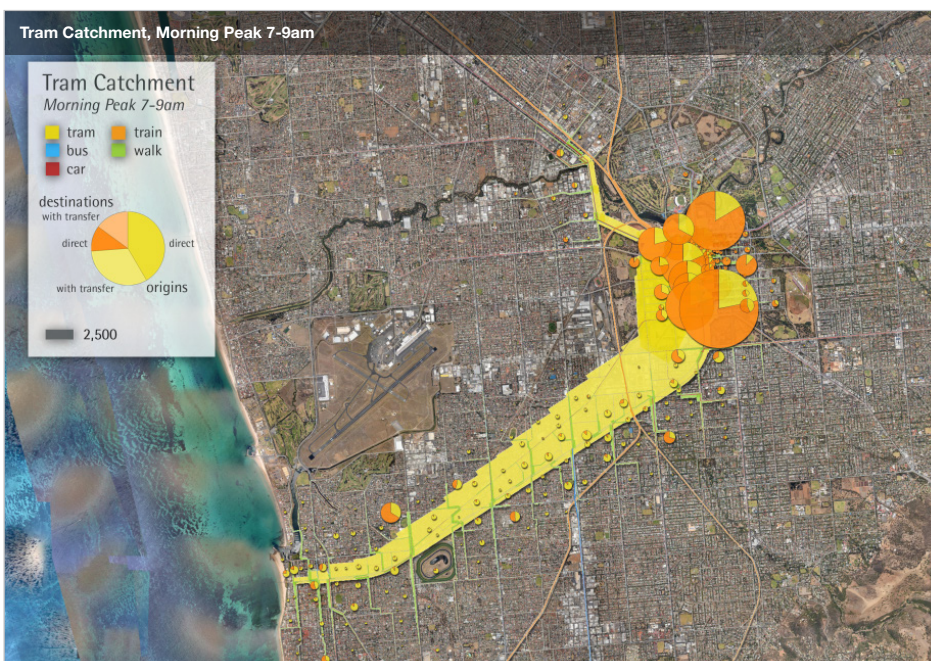 Tram Catchment, Morning Peak 7-9am
Tram Catchment
Morning Peak 7-9am
tram
train
bus
walk
car
destinations
with transfer
direct
direct
with transfer
origins
2,500